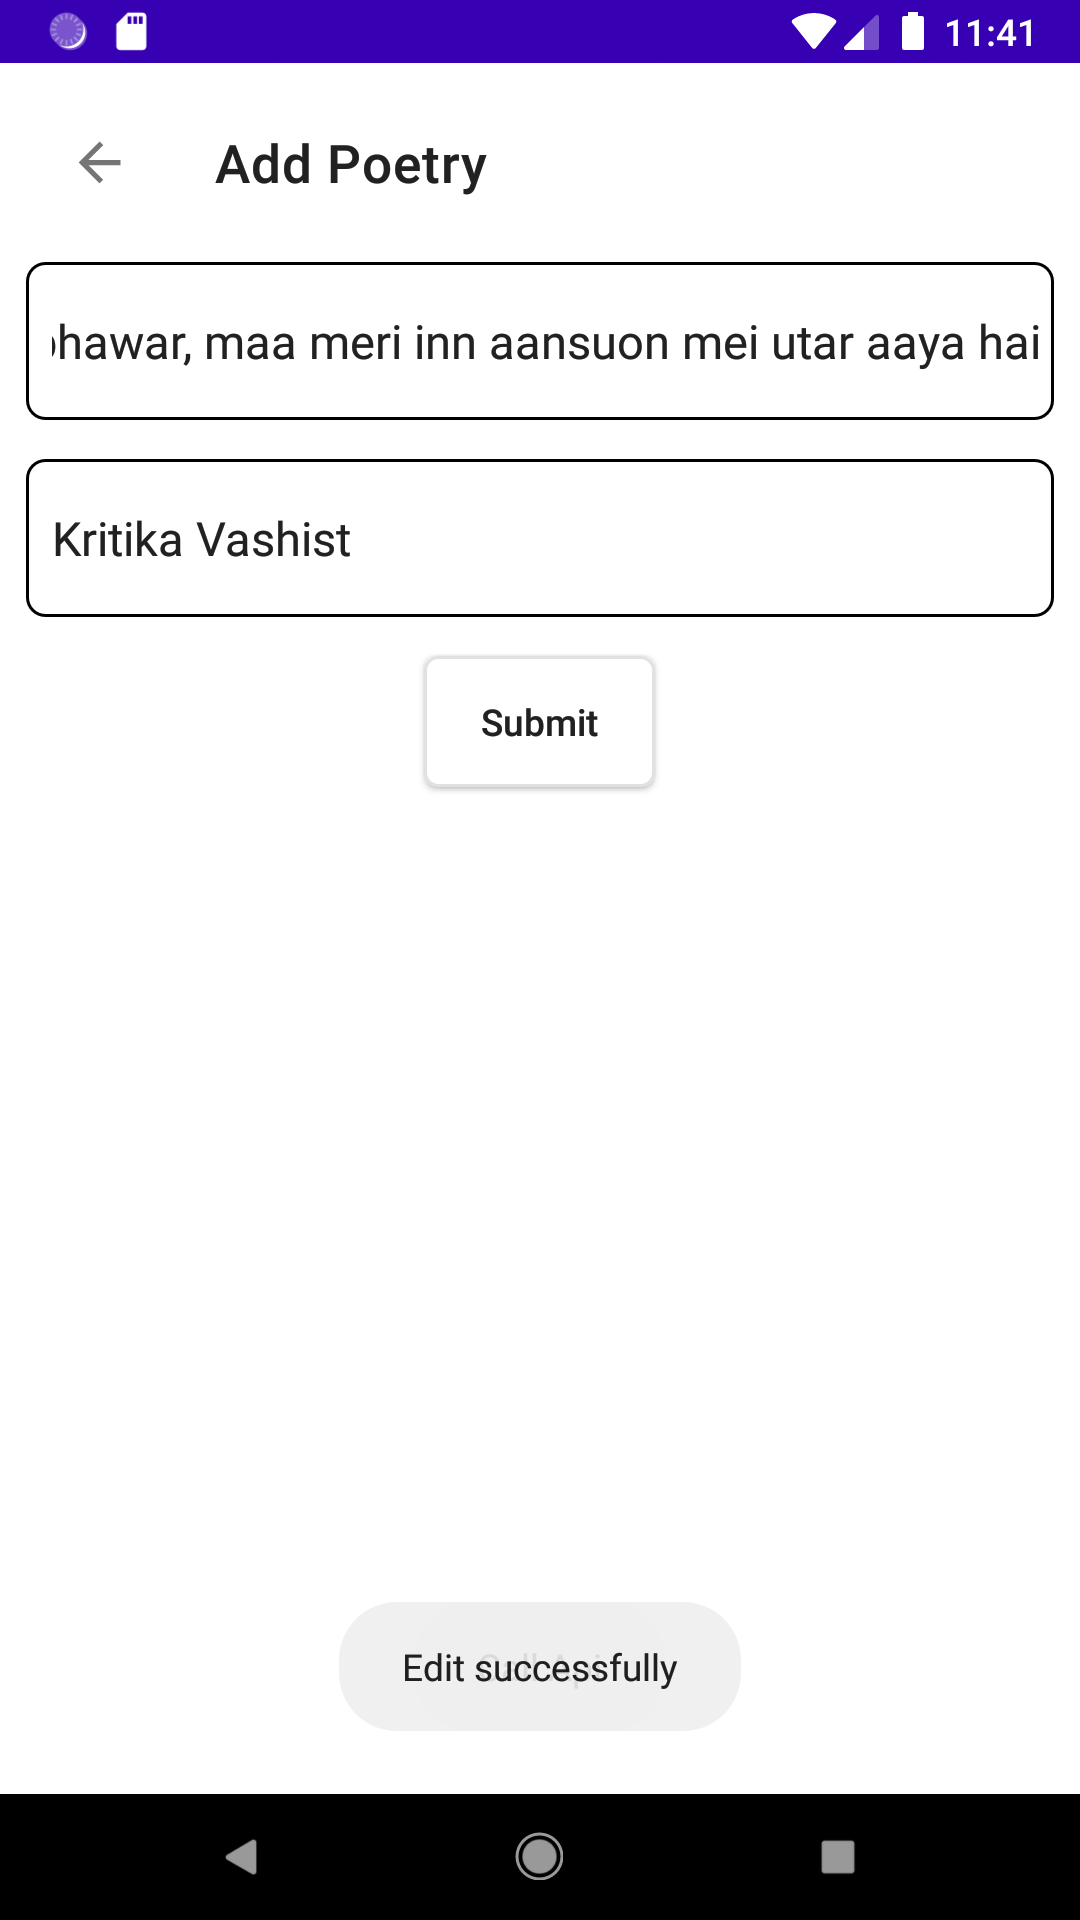 11:41
Add Poetry
hawar, maa meri inn aansuon mei utar aaya hai
Kritika Vashist
Submit
Edit successfully